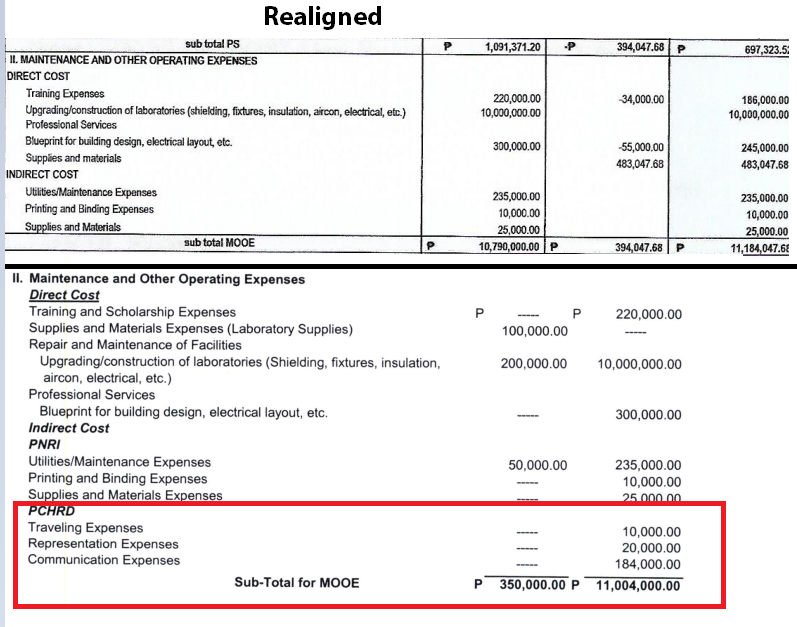 Realigned
sub total PS ₱ 1,091,371.20 -₱ 394,047.68 ₱ 697,323.52
II. MAINTENANCE AND OTHER OPERATING EXPENSES
DIRECT COST
Training Expenses 220,000.00 -34,000.00 186,000.00
Upgrading/construction of laboratories (shielding, fixtures, insulation, aircon, electrical, etc.) 10,000,000.00 10,000,000.00
Professional Services
Blueprint for building design, electrical layout, etc. 300,000.00 -55,000.00 245,000.00
Supplies and materials 483,047.68 483,047.68
INDIRECT COST
Utilities/Maintenance Expenses 235,000.00 235,000.00
Printing and Binding Expenses 10,000.00 10,000.00
Supplies and Materials 25,000.00 25,000.00
sub total MOOE ₱ 10,790,000.00 ₱ 394,047.68 ₱ 11,184,047.68
II. Maintenance and Other Operating Expenses
Direct Cost
Training and Scholarship Expenses P ----- P 220,000.00
Supplies and Materials Expenses (Laboratory Supplies) 100,000.00 -----
Repair and Maintenance of Facilities
Upgrading/construction of laboratories (Shielding, fixtures, insulation, 200,000.00 10,000,000.00
aircon, electrical, etc.)
Professional Services
Blueprint for building design, electrical layout, etc. ----- 300,000.00
Indirect Cost
PNRI
Utilities/Maintenance Expenses 50,000.00 235,000.00
Printing and Binding Expenses ----- 10,000.00
Supplies and Materials Expenses ----- 25,000.00
PCHRD
Traveling Expenses ----- 10,000.00
Representation Expenses ----- 20,000.00
Communication Expenses ----- 184,000.00
Sub-Total for MOOE P 350,000.00 P 11,004,000.00